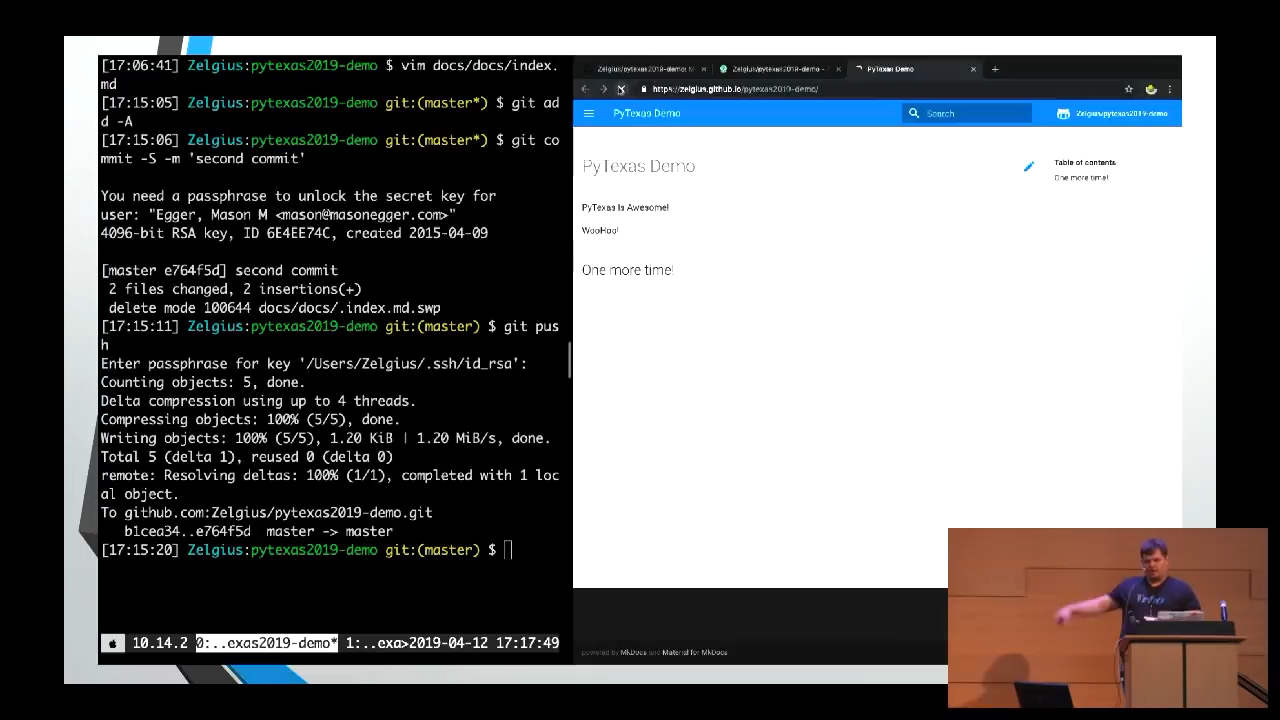 [17:06:41] Zelgius:pytexas2019-demo $ vim docs/docs/index.
md
[17:15:05] Zelgius:pytexas2019-demo git:(master*) $ git ad
d -A
[17:15:06] Zelgius:pytexas2019-demo git:(master*) $ git co
mmit -S -m 'second commit'
You need a passphrase to unlock the secret key for
user: "Egger, Mason M <mason@masonegger.com>"
4096-bit RSA key, ID 6E4EE74C, created 2015-04-09
[master e764f5d] second commit
2 files changed, 2 insertions(+)
delete mode 100644 docs/docs/.index.md.swp
[17:15:11] Zelgius:pytexas2019-demo git:(master) $ git pus
h
Enter passphrase for key '/Users/Zelgius/.ssh/id_rsa':
Counting objects: 5, done.
Delta compression using up to 4 threads.
Compressing objects: 100% (5/5), done.
Writing objects: 100% (5/5), 1.20 KiB | 1.20 MiB/s, done.
Total 5 (delta 1), reused 0 (delta 0)
remote: Resolving deltas: 100% (1/1), completed with 1 loc
al object.
To github.com:Zelgius/pytexas2019-demo.git
b1cea34..e764f5d master -> master
[17:15:20] Zelgius:pytexas2019-demo git:(master) $
10.14.2 0:..exas2019-demo* 1:..exa>2019-04-12 17:17:49
Zelgius/pytexas2019-demo: M
Zelgius/pytexas2019-demo -
PyTexas Demo
https://zelgius.github.io/pytexas2019-demo/
PyTexas Demo
Search
Zelgius/pytexas2019-demo
PyTexas Demo
Table of contents
One more time!
PyTexas Is Awesome!
WooHoo!
One more time!
powered by MkDocs and Material for MkDocs